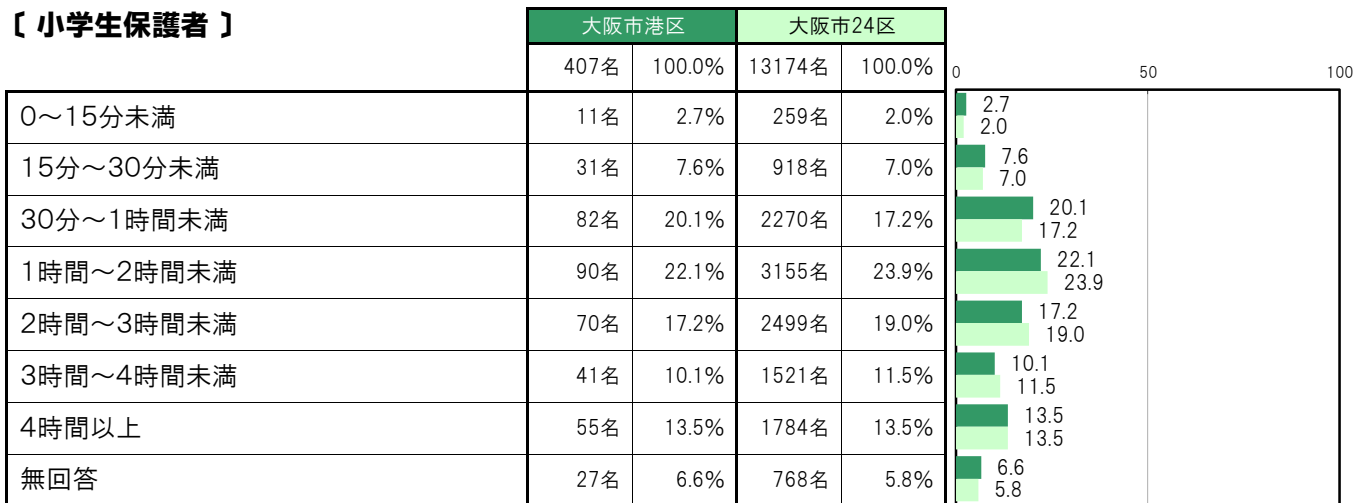 〔 小学生保護者 〕
大阪市港区 大阪市24区
407名 100.0% 13174名 100.0% 0 50 100
0～15分未満 11名 2.7% 259名 2.0% 2.7
2.0
15分～30分未満 31名 7.6% 918名 7.0% 7.6
7.0
30分～1時間未満 82名 20.1% 2270名 17.2% 20.1
17.2
1時間～2時間未満 90名 22.1% 3155名 23.9% 22.1
23.9
2時間～3時間未満 70名 17.2% 2499名 19.0% 17.2
19.0
3時間～4時間未満 41名 10.1% 1521名 11.5% 10.1
11.5
4時間以上 55名 13.5% 1784名 13.5% 13.5
13.5
無回答 27名 6.6% 768名 5.8% 6.6
5.8